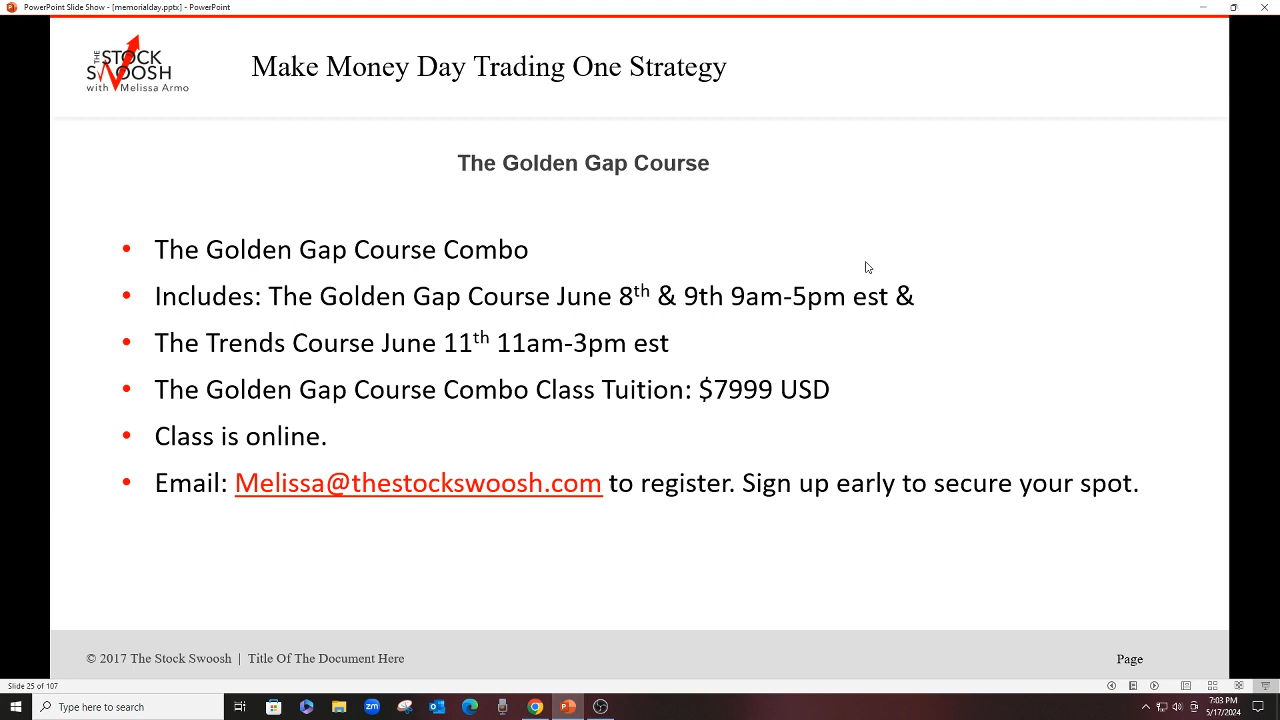 PowerPoint Slide Show - [memorialday.pptx] - PowerPoint
THE STOCK
SWOOSH
with Melissa Armo
Make Money Day Trading One Strategy
The Golden Gap Course
• The Golden Gap Course Combo
• Includes: The Golden Gap Course June 8th & 9th 9am-5pm est &
• The Trends Course June 11th 11am-3pm est
• The Golden Gap Course Combo Class Tuition: $7999 USD
• Class is online.
• Email: Melissa@thestockswoosh.com to register. Sign up early to secure your spot.
© 2017 The Stock Swoosh | Title Of The Document Here
Page
Slide 25 of 107
Type here to search
zm
7:03 PM
5/17/2024